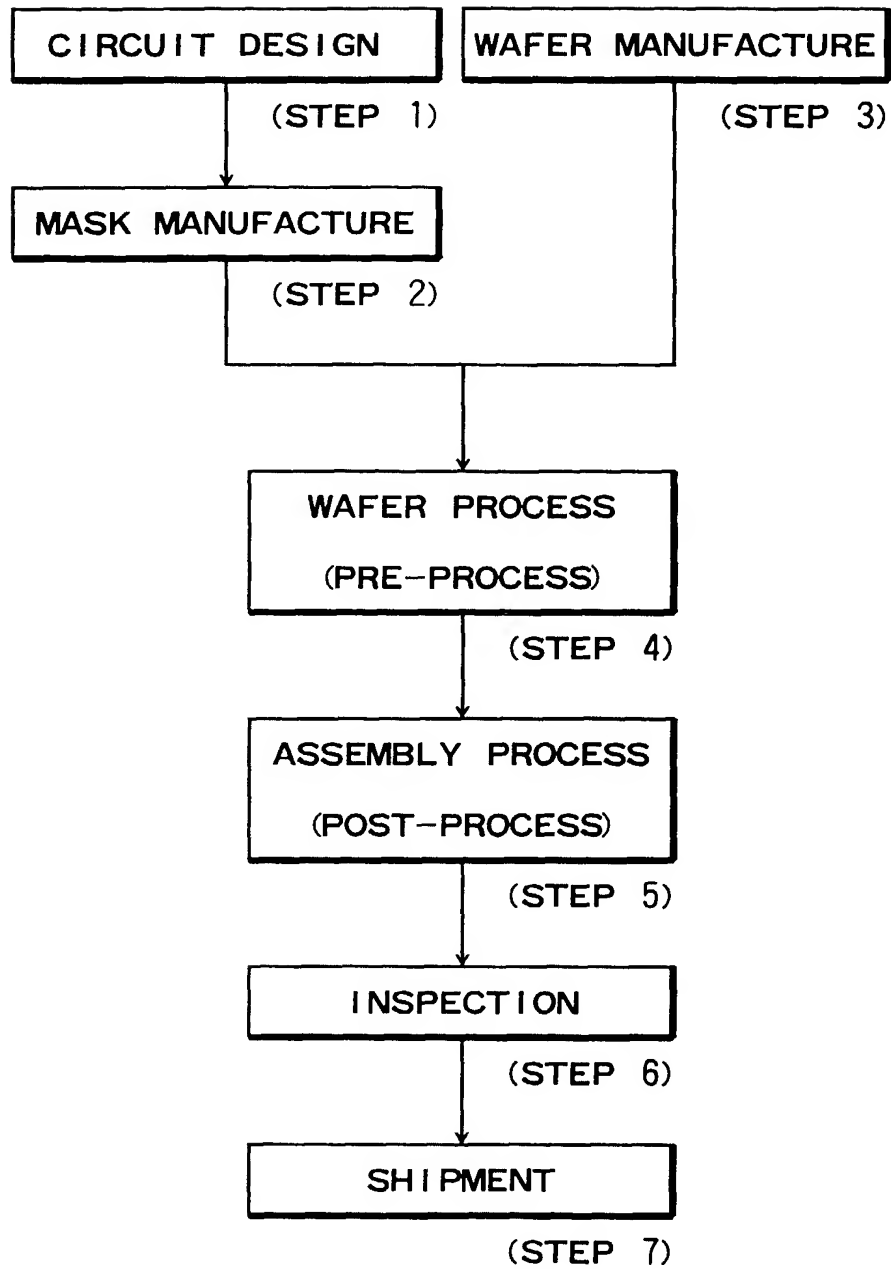 CIRCUIT DESIGN
(STEP 1)
WAFER MANUFACTURE
(STEP 3)
MASK MANUFACTURE
(STEP 2)
WAFER PROCESS
(PRE-PROCESS)
(STEP 4)
ASSEMBLY PROCESS
(POST-PROCESS)
(STEP 5)
INSPECTION
(STEP 6)
SHIPMENT
(STEP 7)